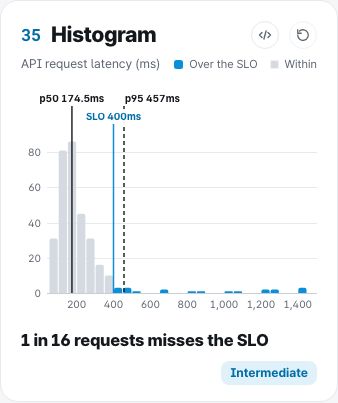 35 Histogram
API request latency (ms) Over the SLO Within
p50 174.5ms p95 457ms
SLO 400ms
80
60
40
20
0
200 400 600 800 1,000 1,200 1,400
1 in 16 requests misses the SLO
Intermediate